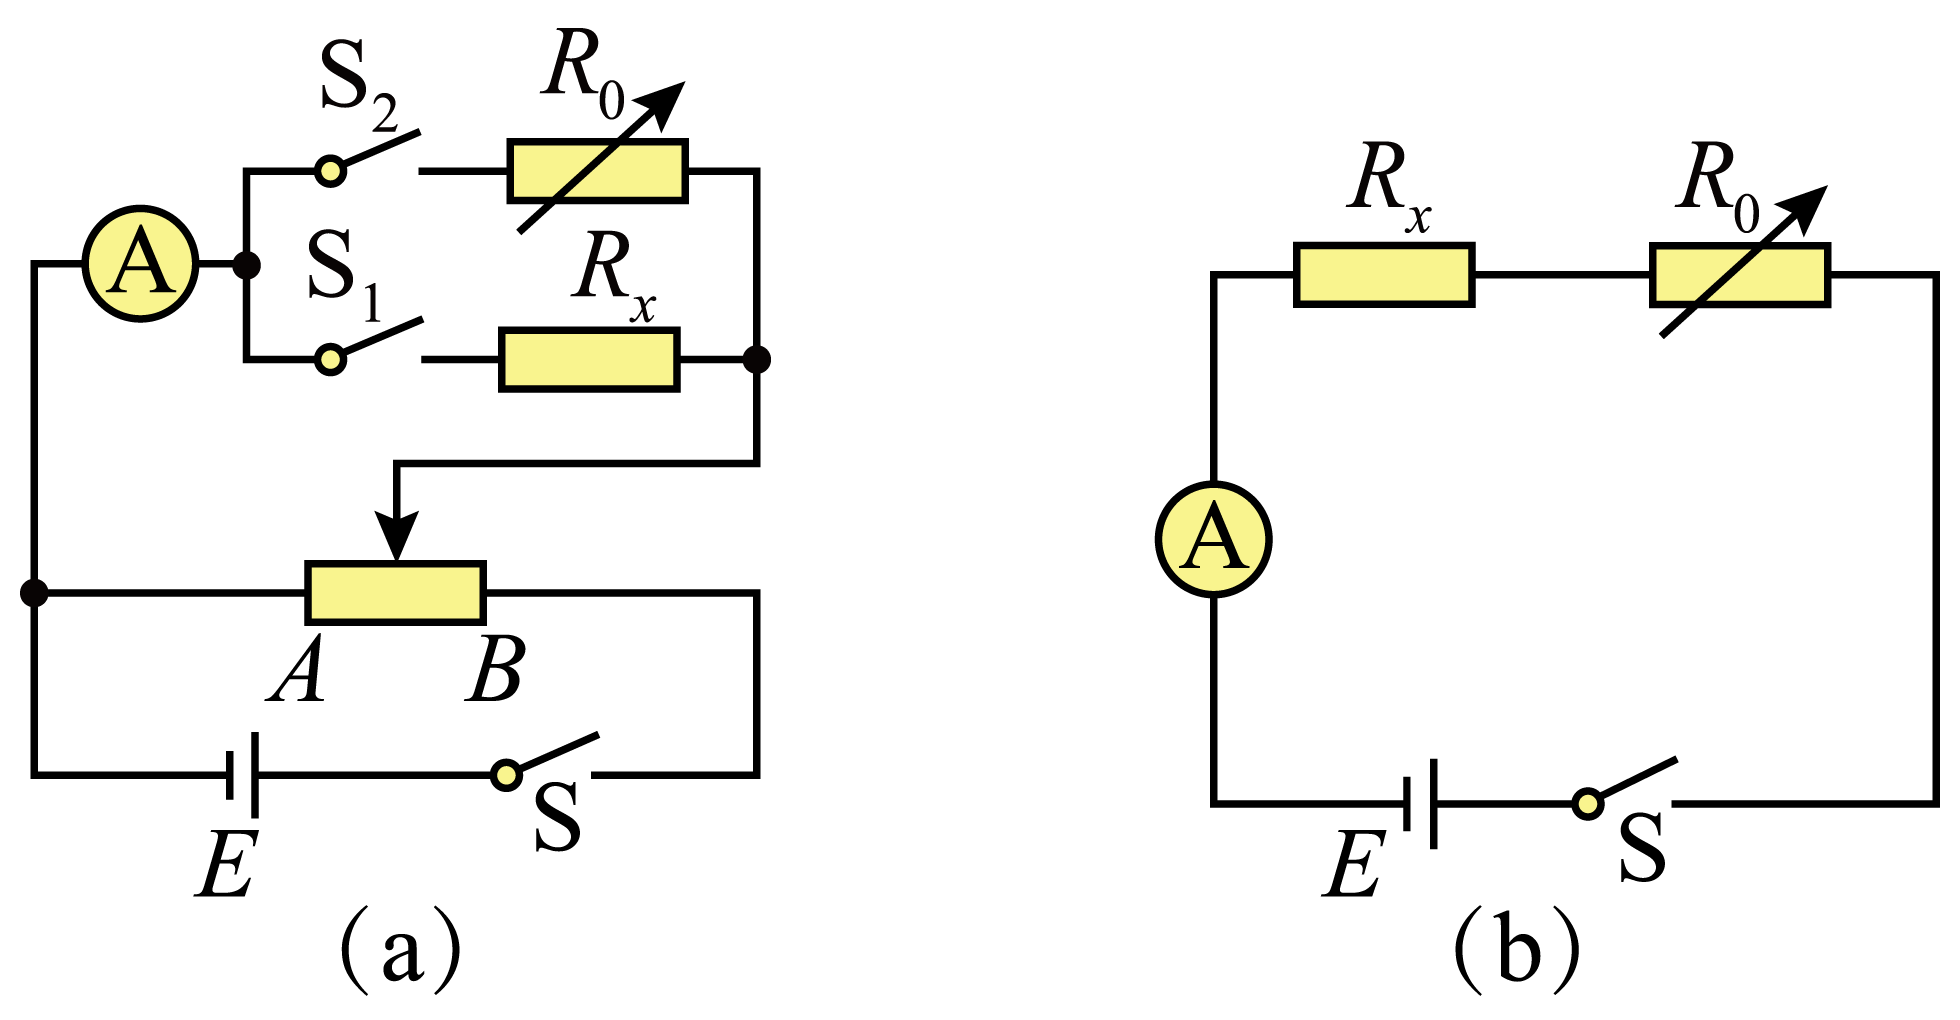 S₂
R₀
A
S₁
Rₓ
A
B
E
S
（a）
Rₓ
R₀
A
E
S
（b）